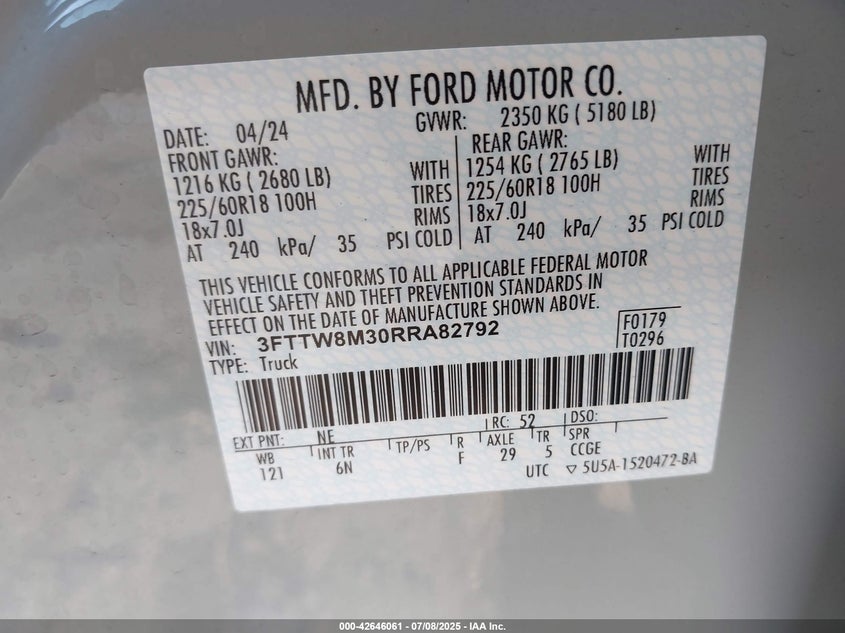 MFD. BY FORD MOTOR CO.
DATE: 04/24 GVWR: 2350 KG ( 5180 LB)
FRONT GAWR: REAR GAWR:
1216 KG ( 2680 LB) WITH 1254 KG ( 2765 LB) WITH
225/60R18 100H TIRES 225/60R18 100H TIRES
18x7.0J RIMS 18x7.0J RIMS
AT 240 kPa/ 35 PSI COLD AT 240 kPa/ 35 PSI COLD
THIS VEHICLE CONFORMS TO ALL APPLICABLE FEDERAL MOTOR
VEHICLE SAFETY AND THEFT PREVENTION STANDARDS IN
EFFECT ON THE DATE OF MANUFACTURE SHOWN ABOVE.
VIN: 3FTTW8M30RRA82792 F0179
TYPE: Truck T0296
EXT PNT: NE RC: 52 DSO:
WB INT TR TP/PS R AXLE TR SPR
121 6N F 29 5 CCGE
UTC ▽ 5U5A-1520472-BA
000-42646061 - 07/08/2025 - IAA Inc.